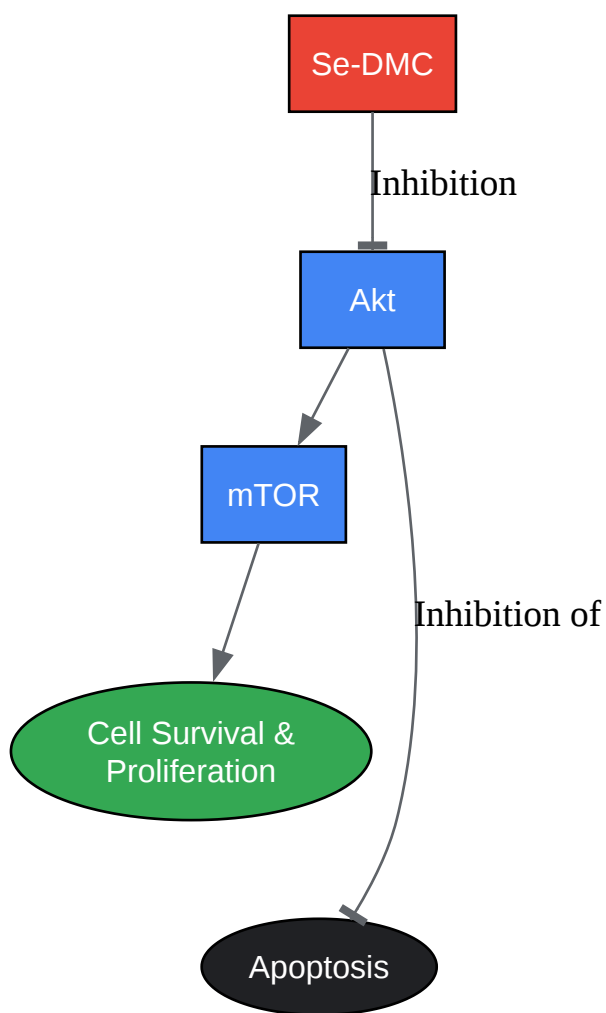 Se-DMC
Inhibition
Akt
mTOR
Inhibition of
Cell Survival &
Proliferation
Apoptosis